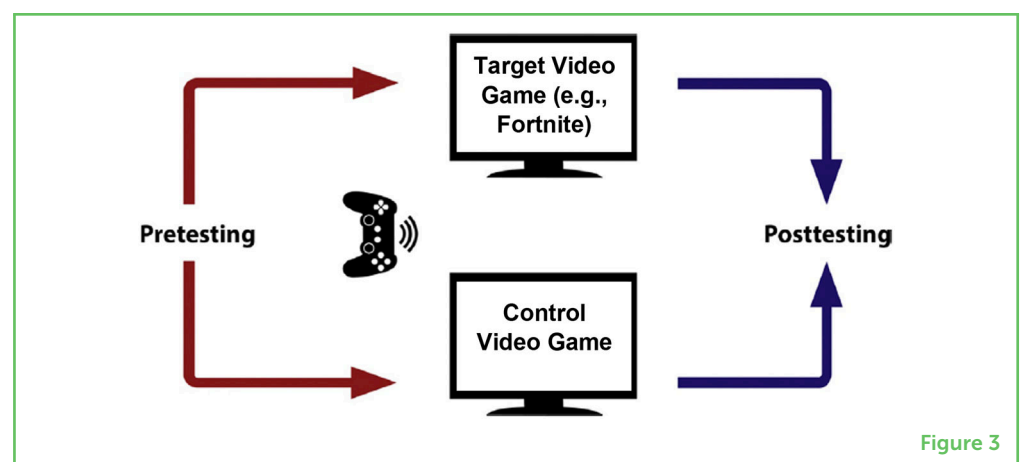 Target Video
Game (e.g.,
Fortnite)
Pretesting
Posttesting
Control
Video Game
Figure 3